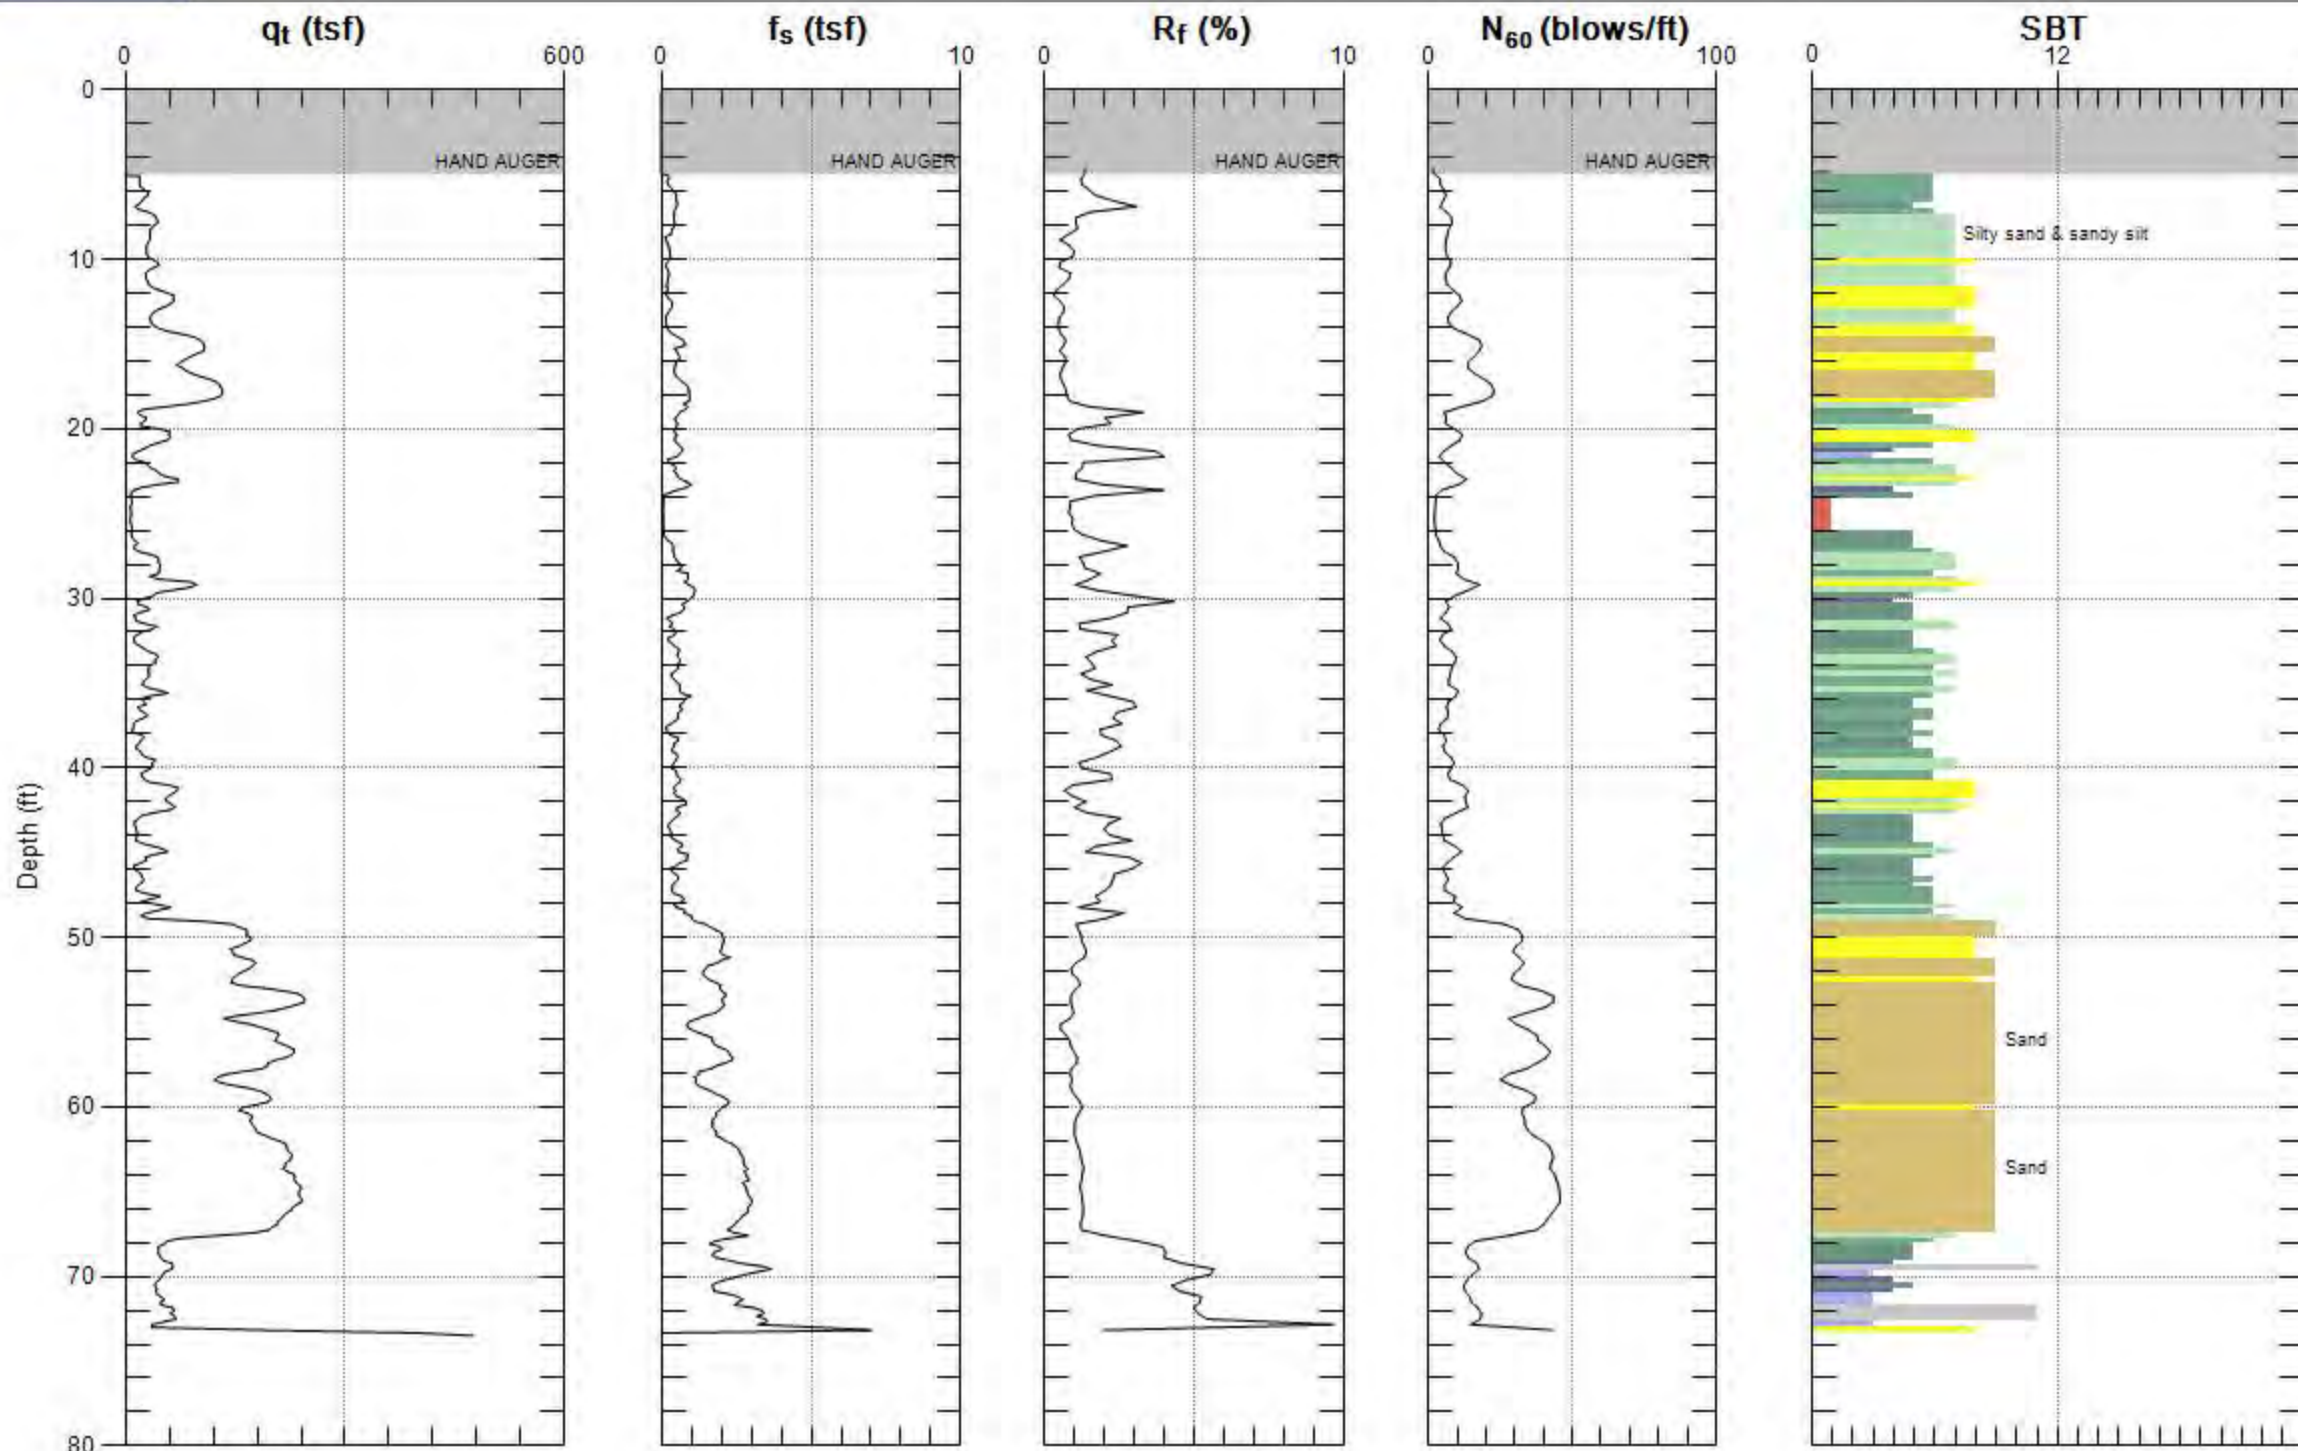 qt (tsf) fs (tsf) Rf (%) N60 (blows/ft) SBT
0 600 0 10 0 10 0 100 0 12
0
HAND AUGER HAND AUGER HAND AUGER HAND AUGER
Silty sand & sandy silt
10
20
30
40
Depth (ft)
50
Sand
60
Sand
70
80